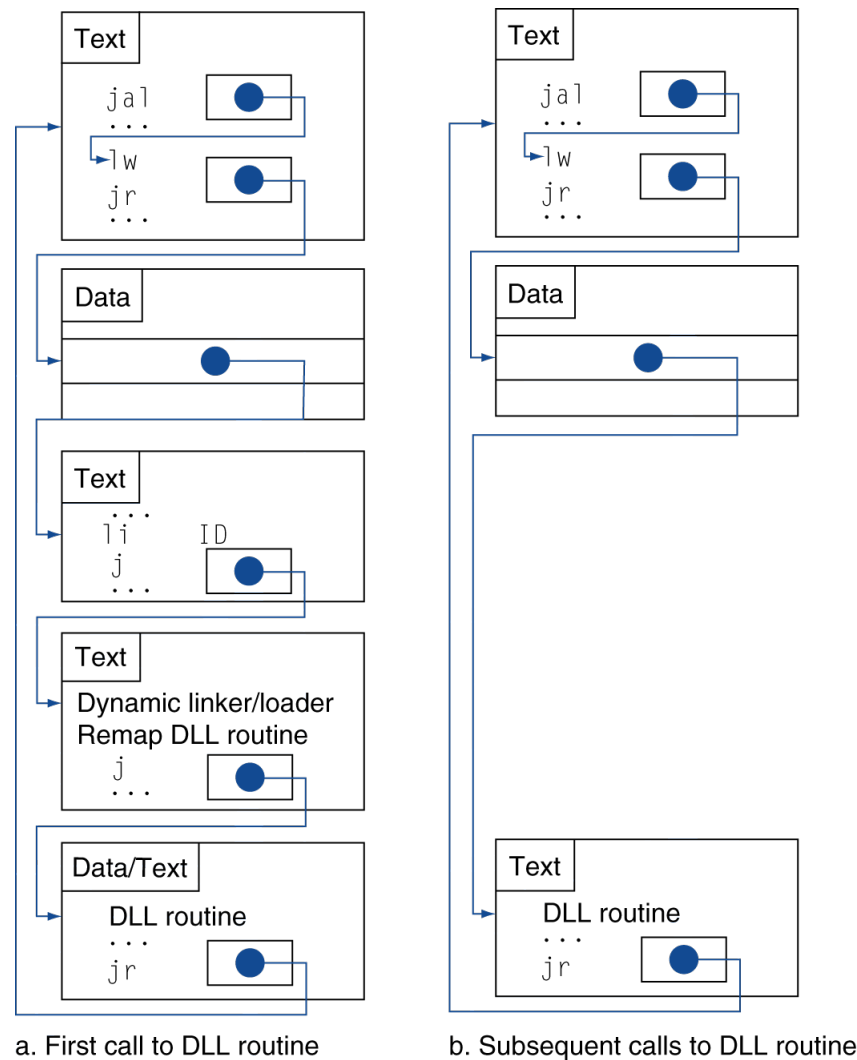 Text
jal
...
lw
jr
...
Data
Text
...
li ID
j
...
Text
Dynamic linker/loader
Remap DLL routine
j
...
Data/Text
DLL routine
...
jr
a. First call to DLL routine
Text
jal
...
lw
jr
...
Data
Text
DLL routine
...
jr
b. Subsequent calls to DLL routine